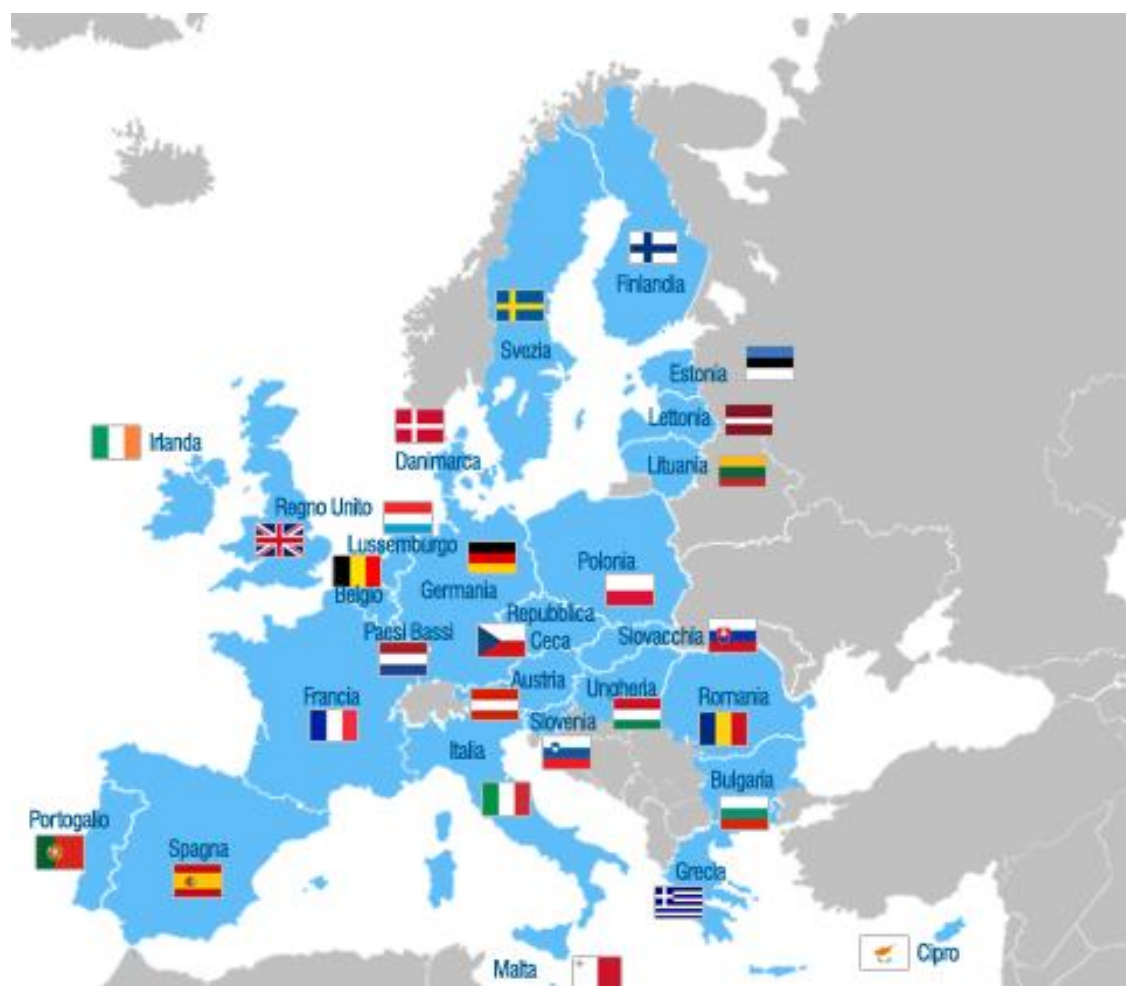 Finlandia
Svezia
Estonia
Lettonia
Irlanda
Danimarca
Lituania
Regno Unito
Lussemburgo
Polonia
Germania
Belgio
Repubblica
Ceca
Paesi Bassi
Slovacchia
Austria
Ungheria
Francia
Romania
Slovenia
Italia
Bulgaria
Portogallo
Spagna
Grecia
Cipro
Malta